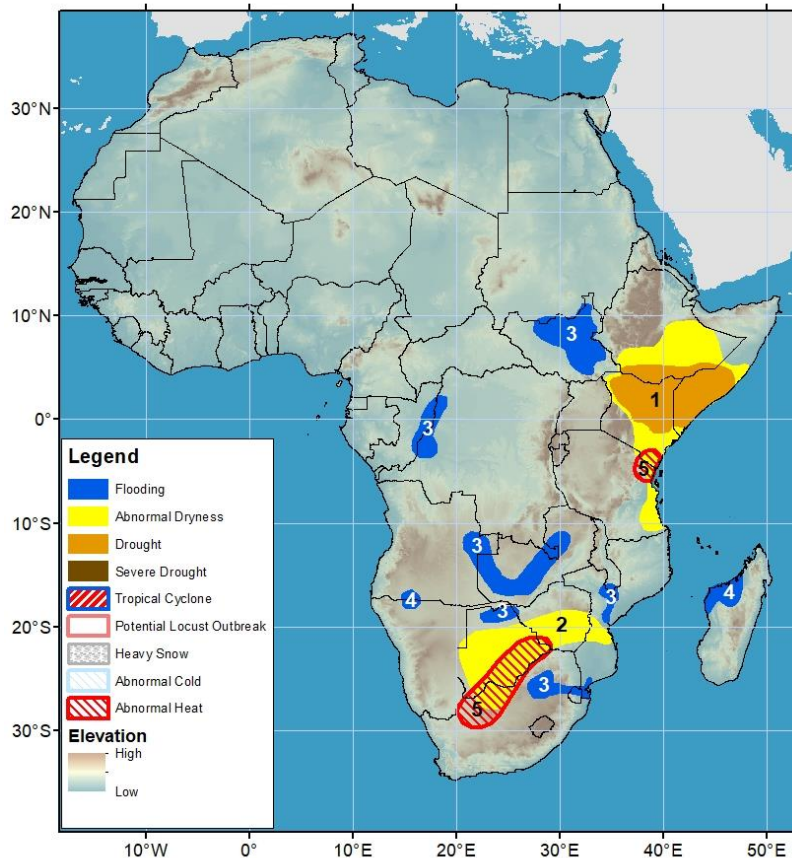 30°N
20°N
10°N
0°
10°S
20°S
30°S
3
1
3
5
3
3
4
4
3
2
5
3
Legend
Flooding
Abnormal Dryness
Drought
Severe Drought
Tropical Cyclone
Potential Locust Outbreak
Heavy Snow
Abnormal Cold
Abnormal Heat
Elevation
High
Low
10°W
0°
10°E
20°E
30°E
40°E
50°E